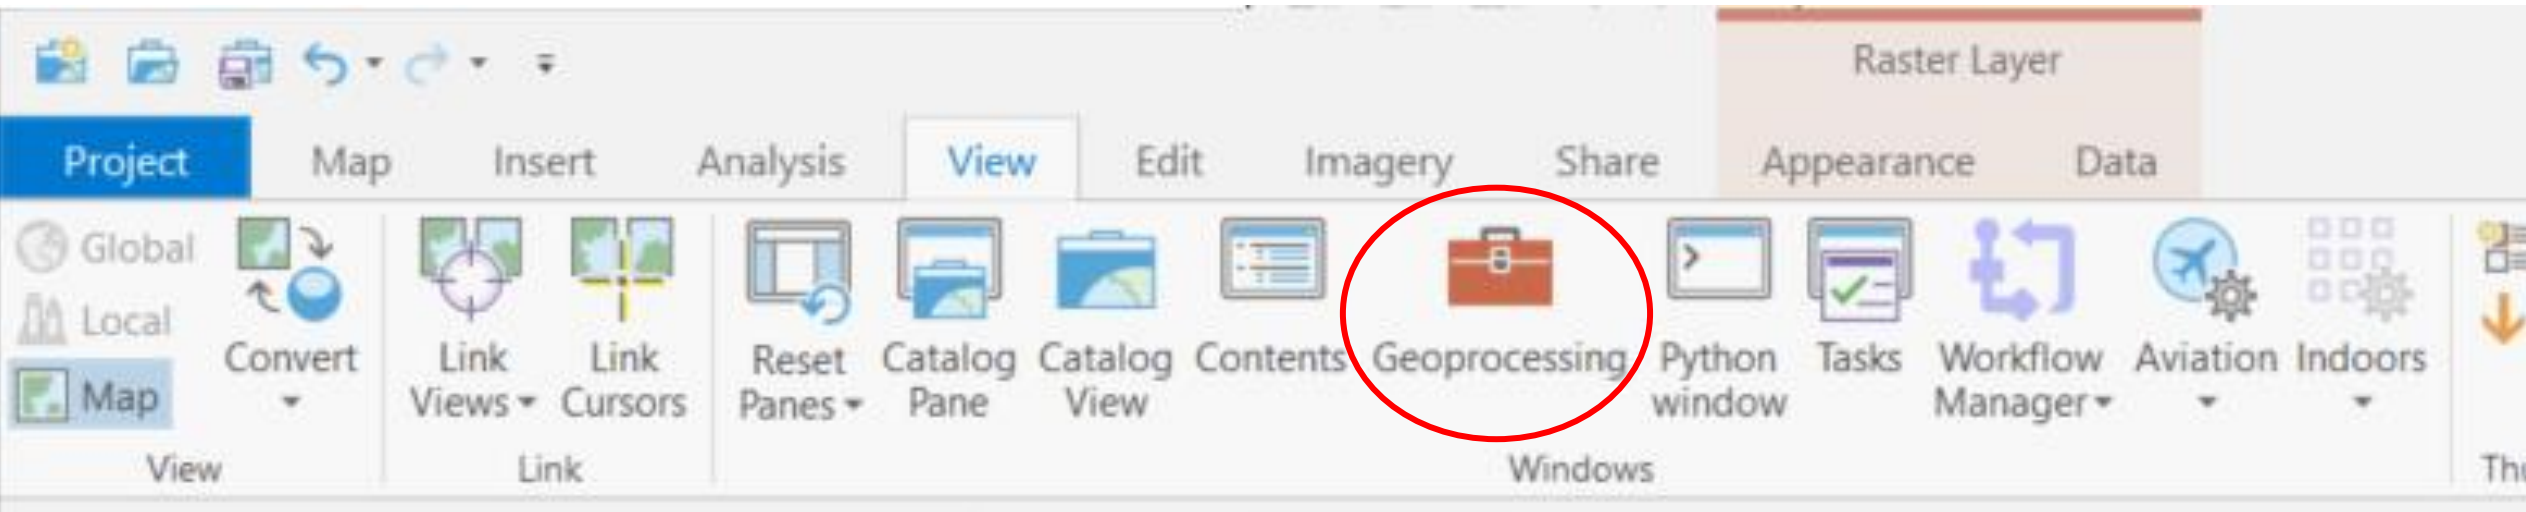 Raster Layer
Project Map Insert Analysis View Edit Imagery Share Appearance Data
Global
Local
Map
Convert
Link
Views
Link
Cursors
Reset
Panes
Catalog
Pane
Catalog
View
Contents
Geoprocessing
Python
window
Tasks
Workflow
Manager
Aviation
Indoors
View
Link
Windows